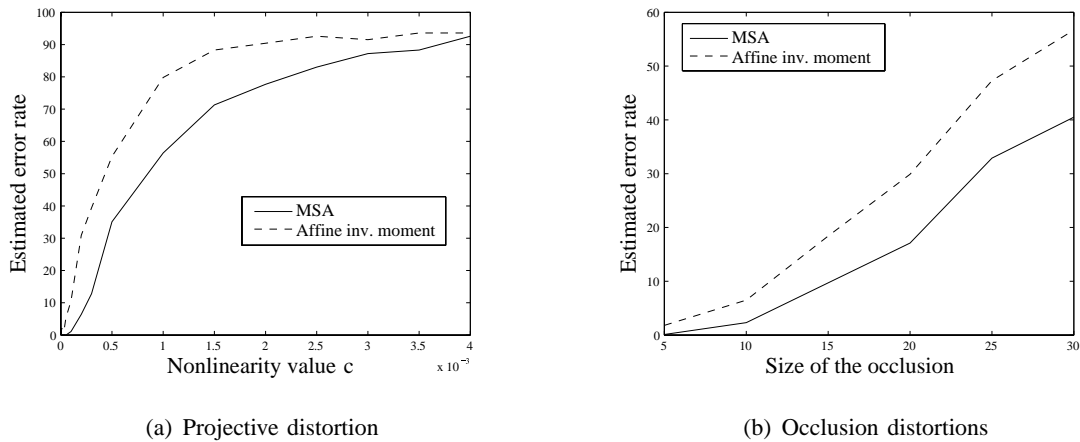 100
90
80
70
60
50
40
30
20
10
0
Estimated error rate
MSA
Affine inv. moment
0 0.5 1 1.5 2 2.5 3 3.5 4
Nonlinearity value c
x 10⁻³
(a) Projective distortion
60
50
40
30
20
10
0
Estimated error rate
MSA
Affine inv. moment
5 10 15 20 25 30
Size of the occlusion
(b) Occlusion distortions